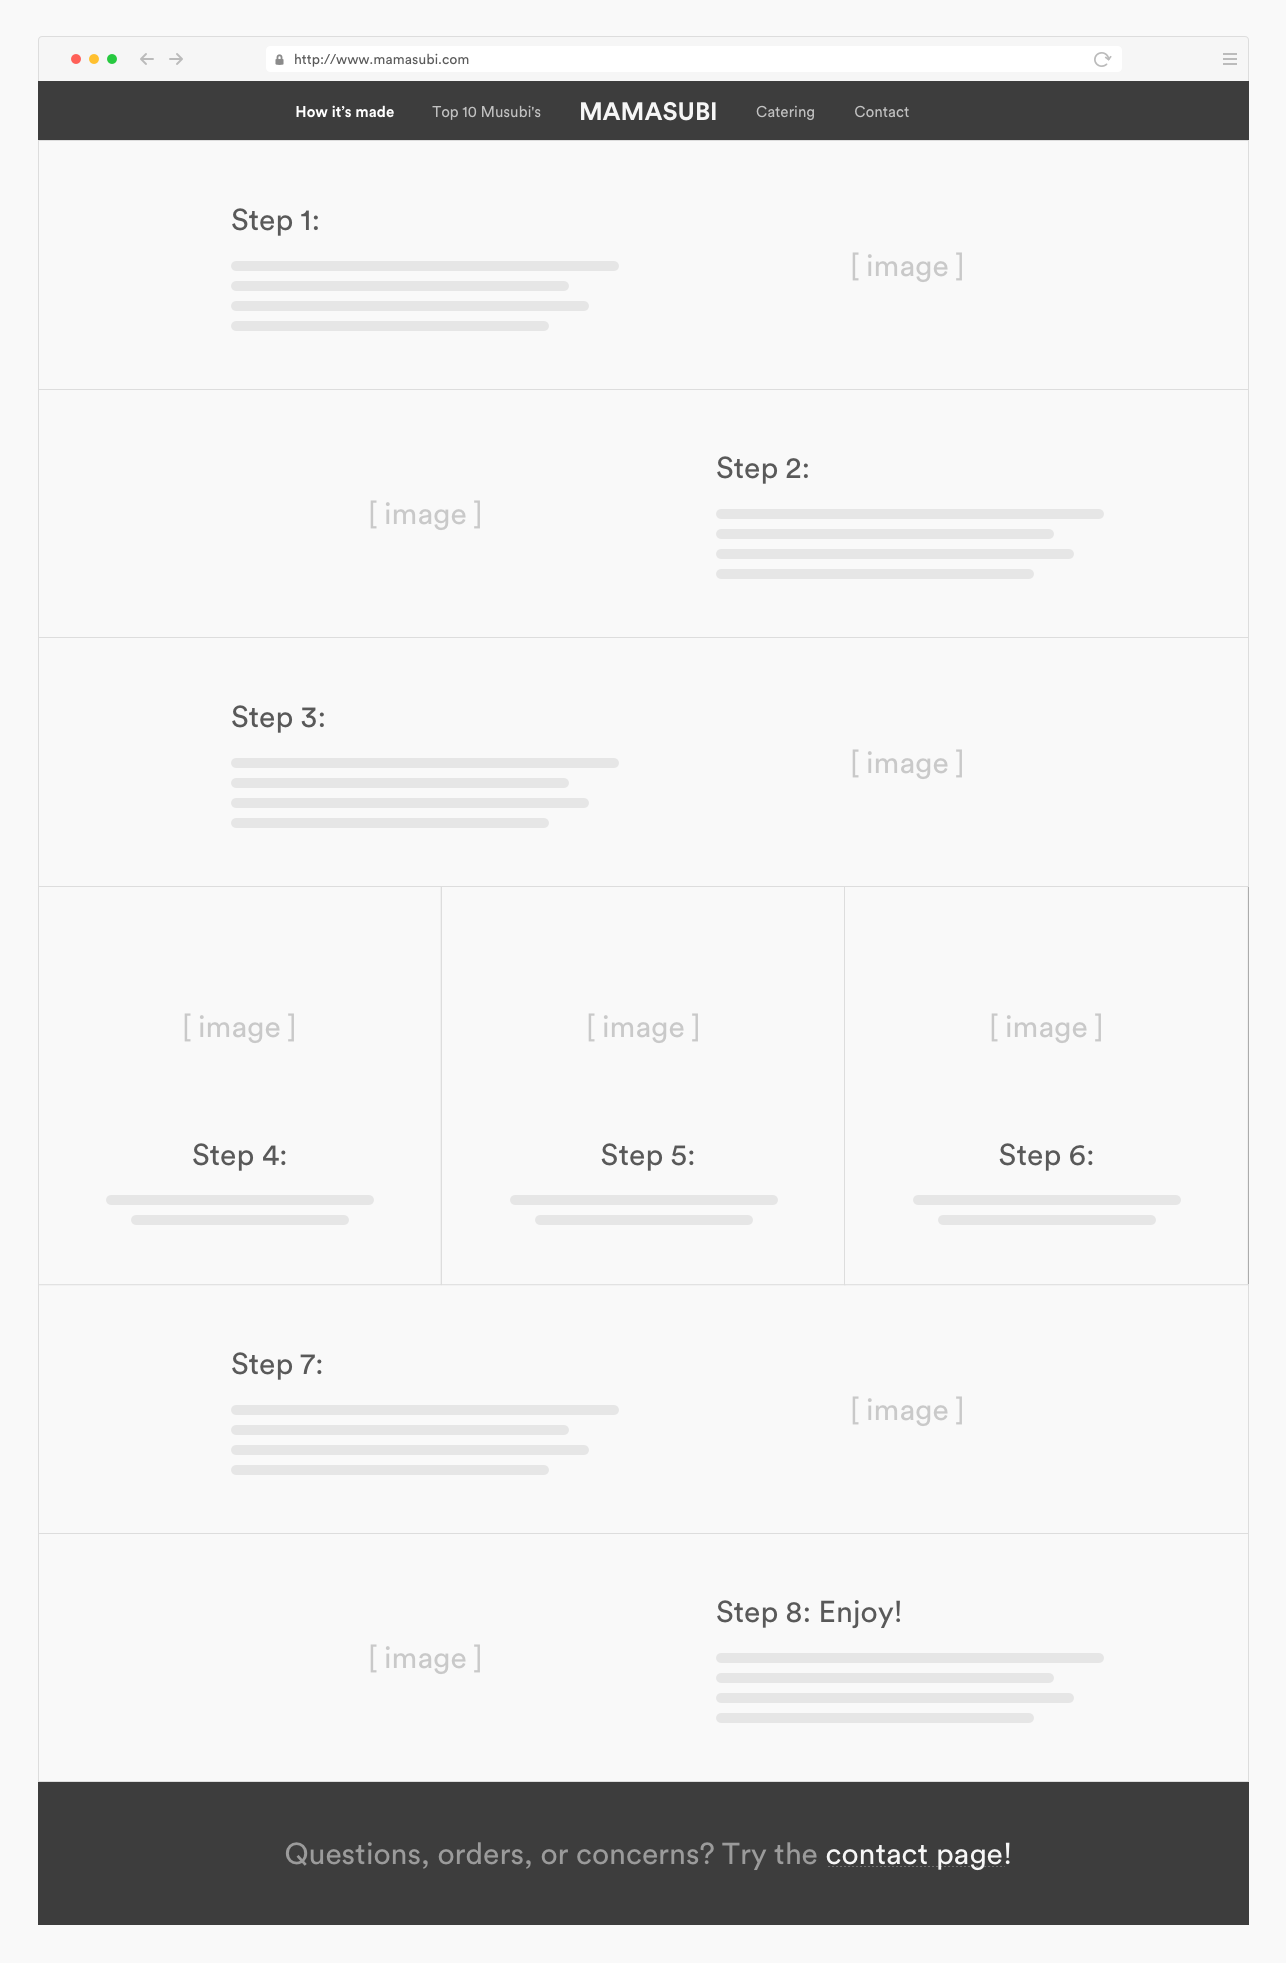 http://www.mamasubi.com
How it’s made Top 10 Musubi's MAMASUBI Catering Contact
Step 1:
[ image ]
[ image ]
Step 2:
Step 3:
[ image ]
[ image ] [ image ] [ image ]
Step 4: Step 5: Step 6:
Step 7:
[ image ]
[ image ]
Step 8: Enjoy!
Questions, orders, or concerns? Try the contact page!